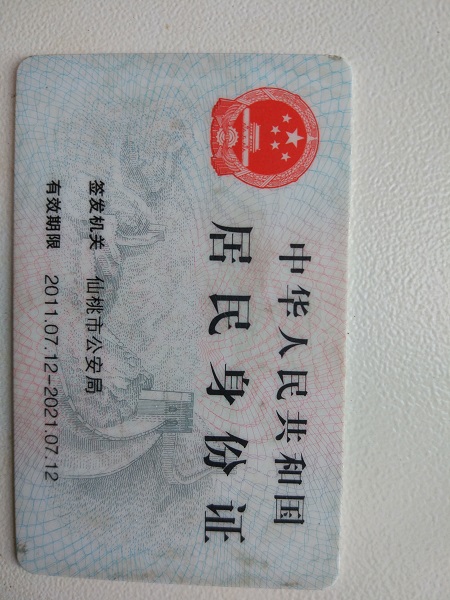 中华人民共和国
居民身份证
签发机关 仙桃市公安局
有效期限 2011.07.12-2021.07.12